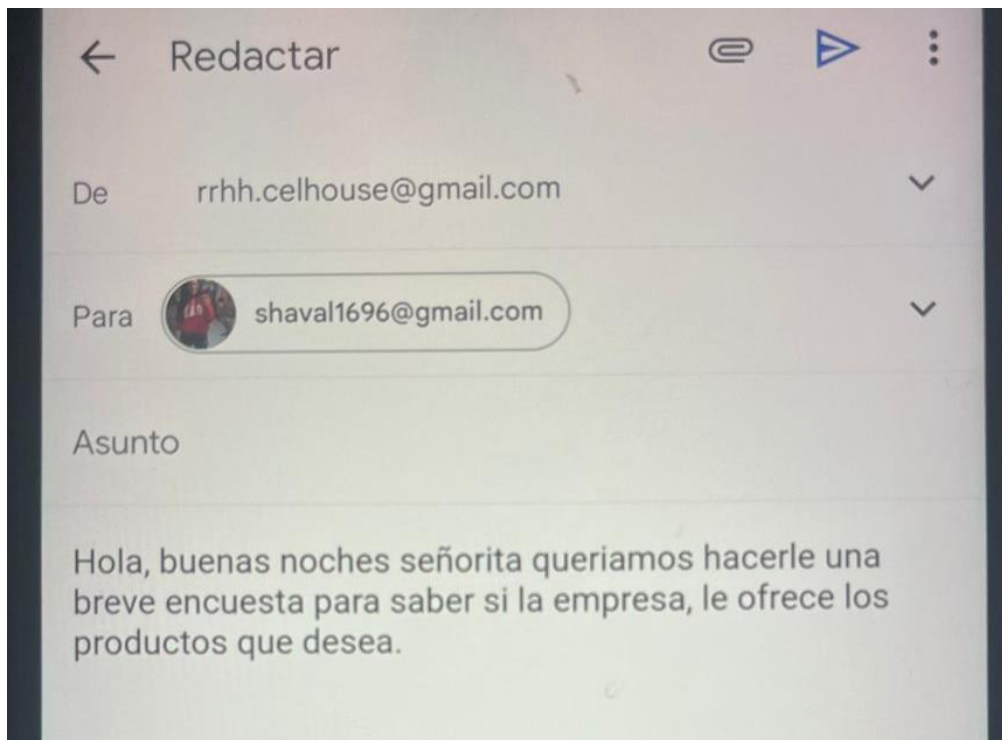 Redactar
De rrhh.celhouse@gmail.com
Para shaval1696@gmail.com
Asunto
Hola, buenas noches señorita queriamos hacerle una
breve encuesta para saber si la empresa, le ofrece los
productos que desea.